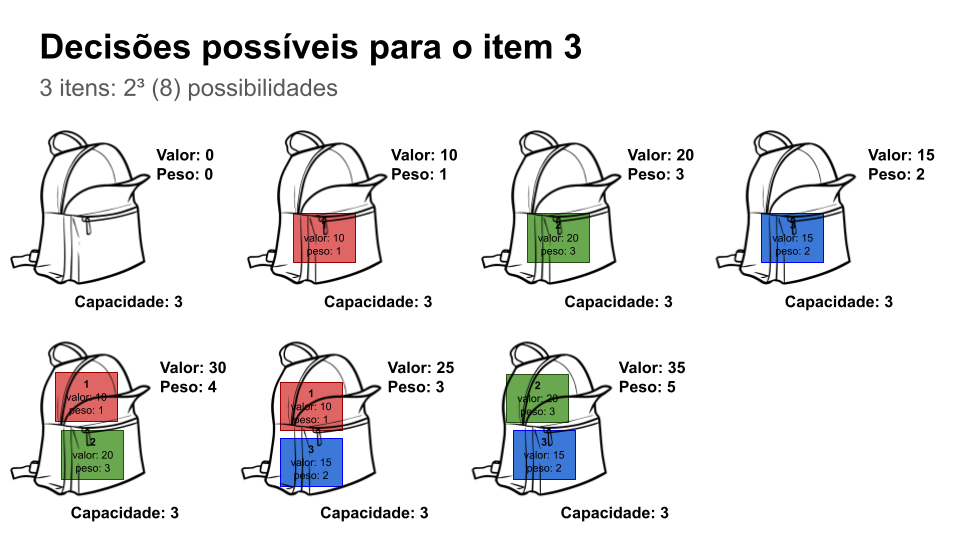 Decisões possíveis para o item 3
3 itens: 2³ (8) possibilidades
Valor: 0
Peso: 0
Capacidade: 3
Valor: 10
Peso: 1
1
valor: 10
peso: 1
Capacidade: 3
Valor: 20
Peso: 3
2
valor: 20
peso: 3
Capacidade: 3
Valor: 15
Peso: 2
3
valor: 15
peso: 2
Capacidade: 3
Valor: 30
Peso: 4
1
valor: 10
peso: 1
2
valor: 20
peso: 3
Capacidade: 3
Valor: 25
Peso: 3
1
valor: 10
peso: 1
3
valor: 15
peso: 2
Capacidade: 3
Valor: 35
Peso: 5
2
valor: 20
peso: 3
3
valor: 15
peso: 2
Capacidade: 3